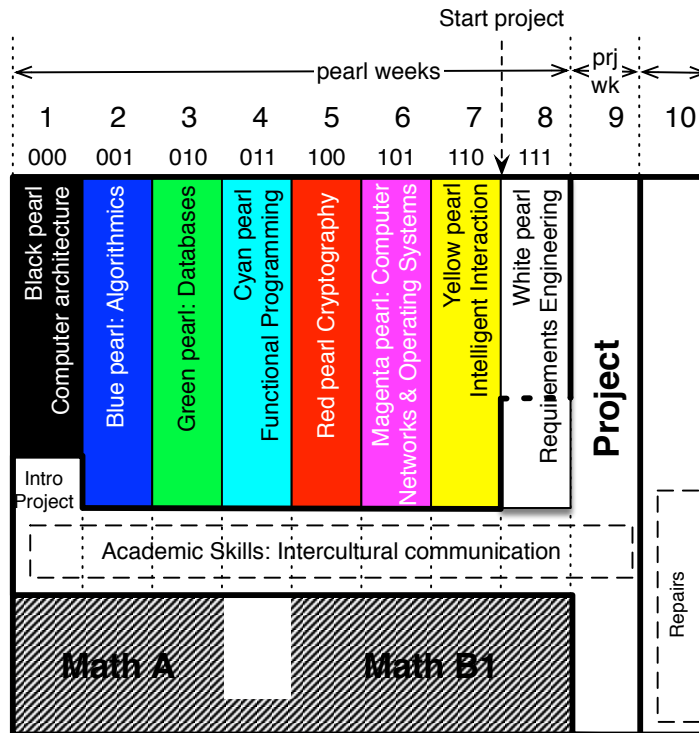 Start project
pearl weeks
prj
wk
1 2 3 4 5 6 7 8 9 10
000 001 010 011 100 101 110 111
Black pearl
Computer architecture
Blue pearl: Algorithmics
Green pearl: Databases
Cyan pearl
Functional Programming
Red pearl Cryptography
Magenta pearl: Computer
Networks & Operating Systems
Yellow pearl
Intelligent Interaction
White pearl
Requirements Engineering
Project
Intro
Project
Academic Skills: Intercultural communication
Repairs
Math A
Math B1